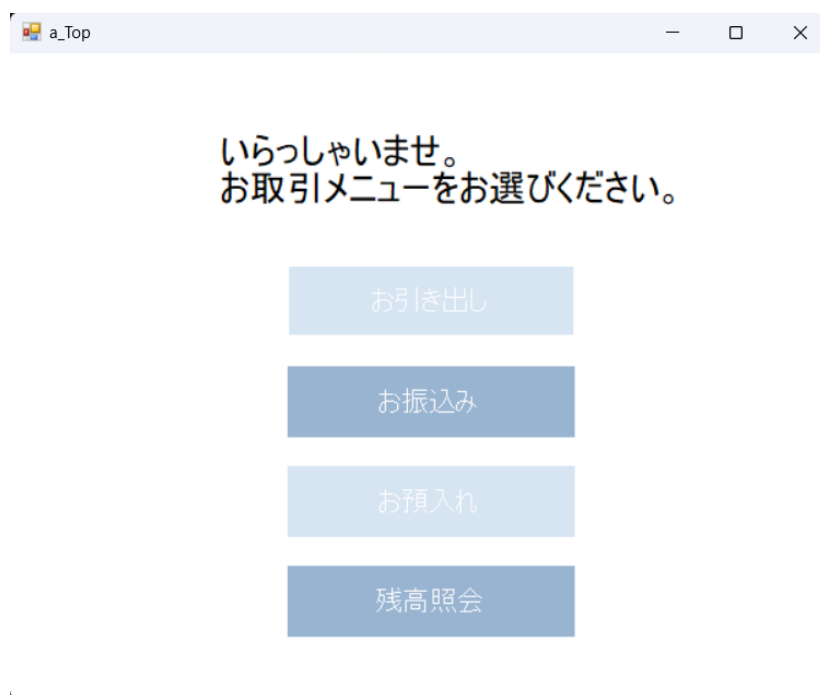 a_Top
いらっしゃいませ。
お取引メニューをお選びください。
お引き出し
お振込み
お預入れ
残高照会